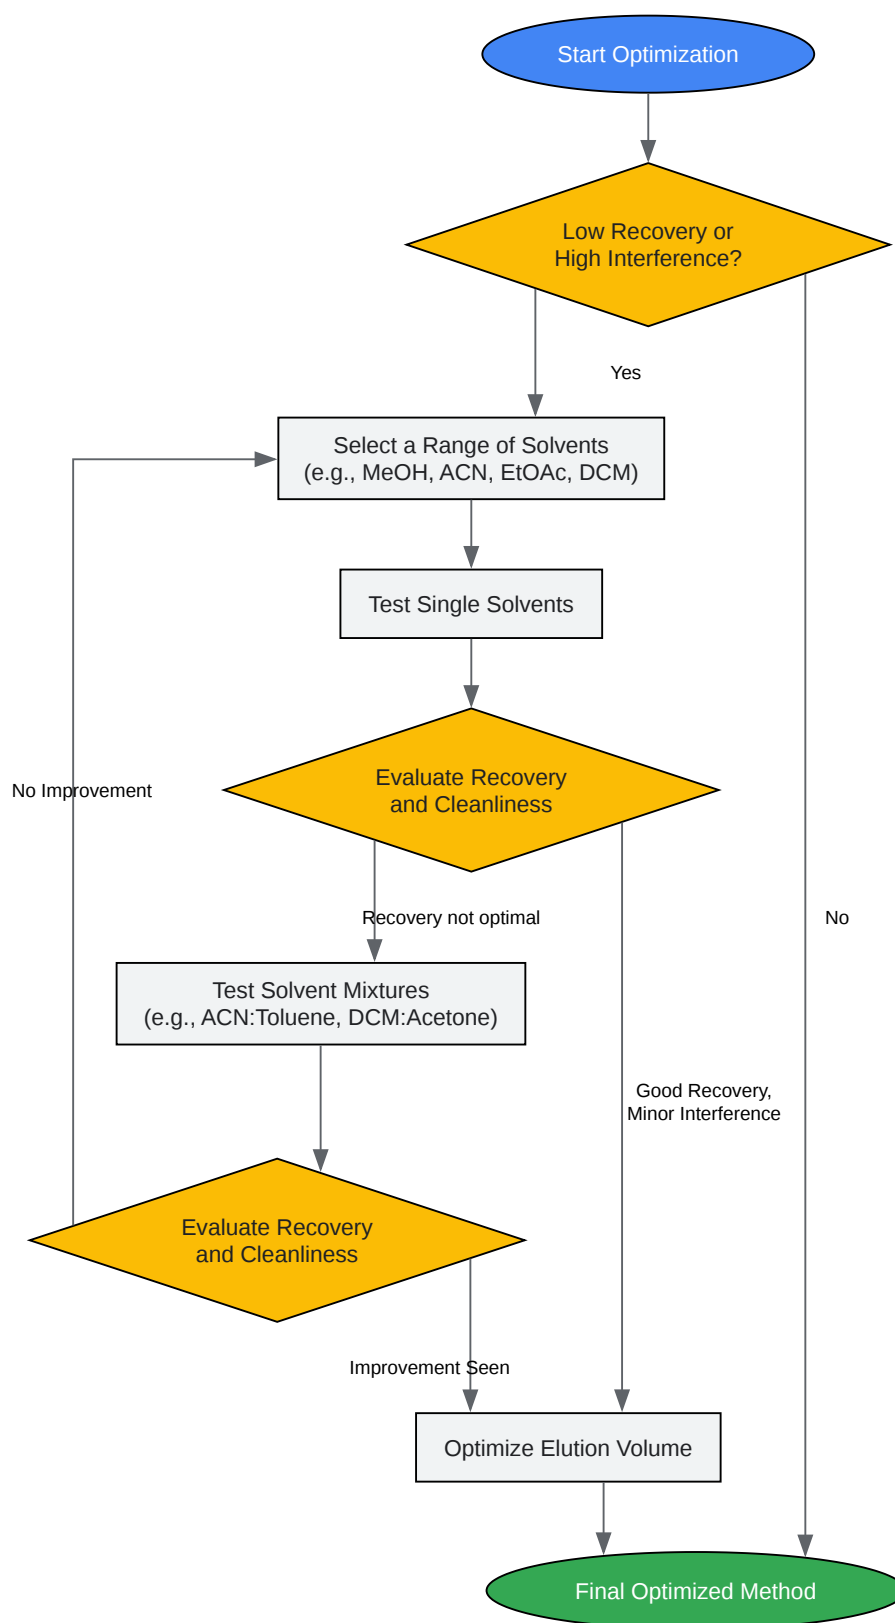 Start Optimization
Low Recovery or
High Interference?
Yes
Select a Range of Solvents
(e.g., MeOH, ACN, EtOAc, DCM)
Test Single Solvents
Evaluate Recovery
and Cleanliness
No Improvement
Recovery not optimal
No
Test Solvent Mixtures
(e.g., ACN:Toluene, DCM:Acetone)
Good Recovery,
Minor Interference
Evaluate Recovery
and Cleanliness
Improvement Seen
Optimize Elution Volume
Final Optimized Method